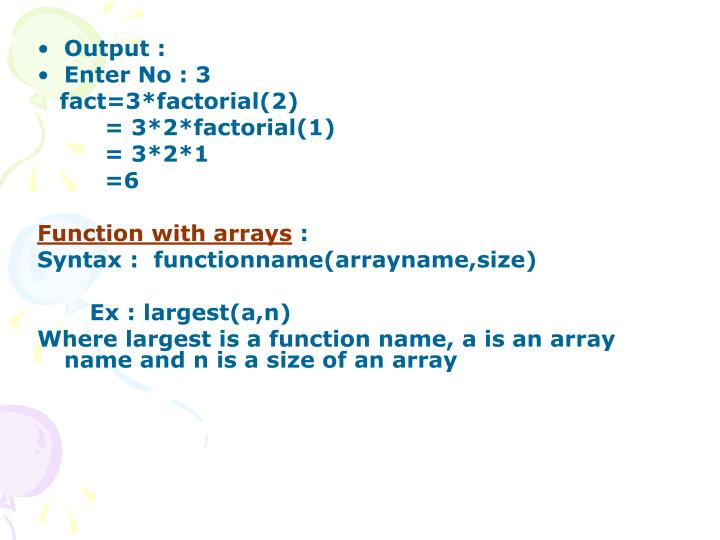 • Output :
• Enter No : 3
fact=3*factorial(2)
= 3*2*factorial(1)
= 3*2*1
=6
Function with arrays :
Syntax : functionname(arrayname,size)
Ex : largest(a,n)
Where largest is a function name, a is an array
name and n is a size of an array